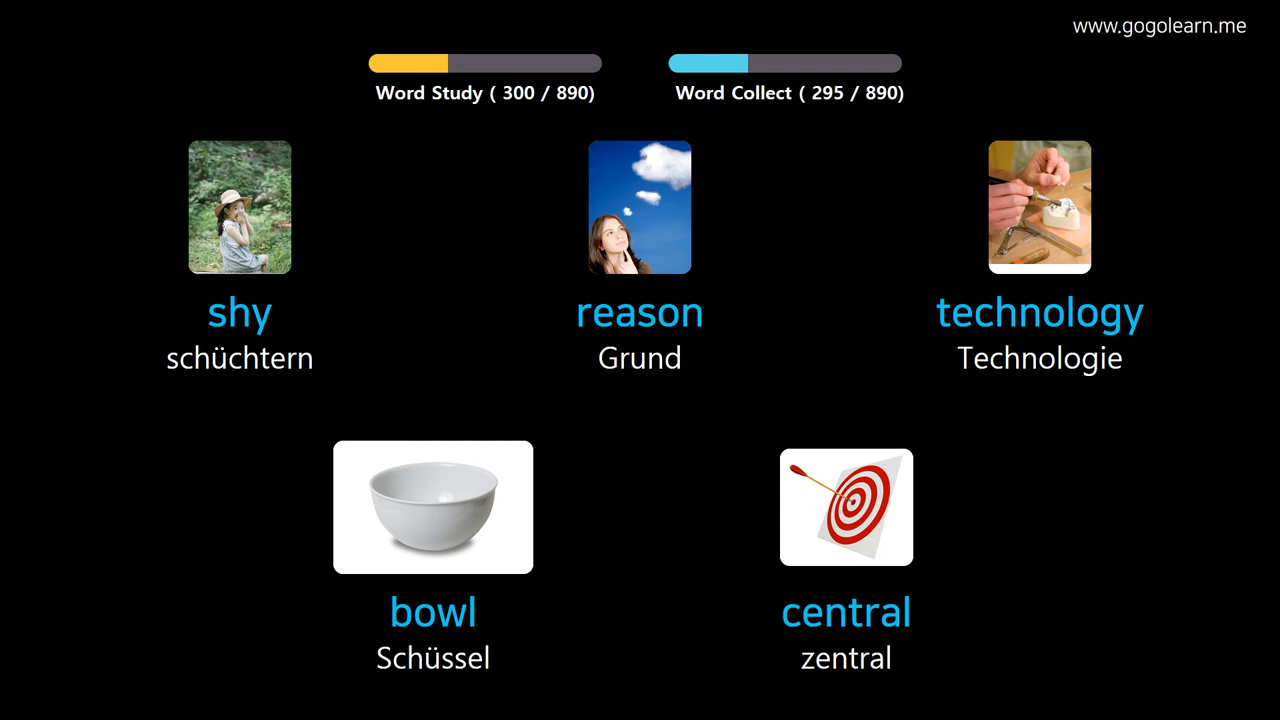 www.gogolearn.me
Word Study ( 300 / 890)
Word Collect ( 295 / 890)
shy
schüchtern
reason
Grund
technology
Technologie
bowl
Schüssel
central
zentral